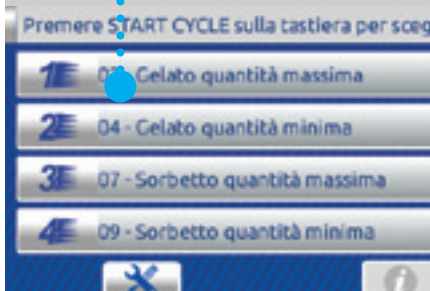 Premere START CYCLE sulla tastiera per sceg
1 - Gelato quantità massima
2 04 - Gelato quantità minima
3 07 - Sorbetto quantità massima
4 09 - Sorbetto quantità minima